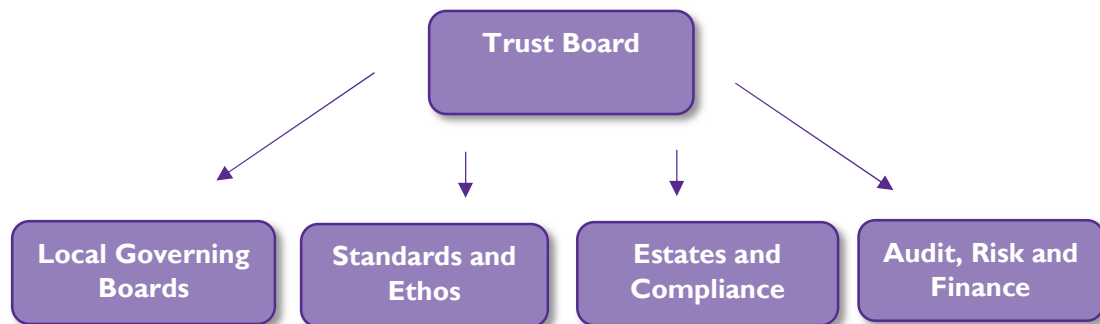 Trust Board
Local Governing
Boards
Standards and
Ethos
Estates and
Compliance
Audit, Risk and
Finance